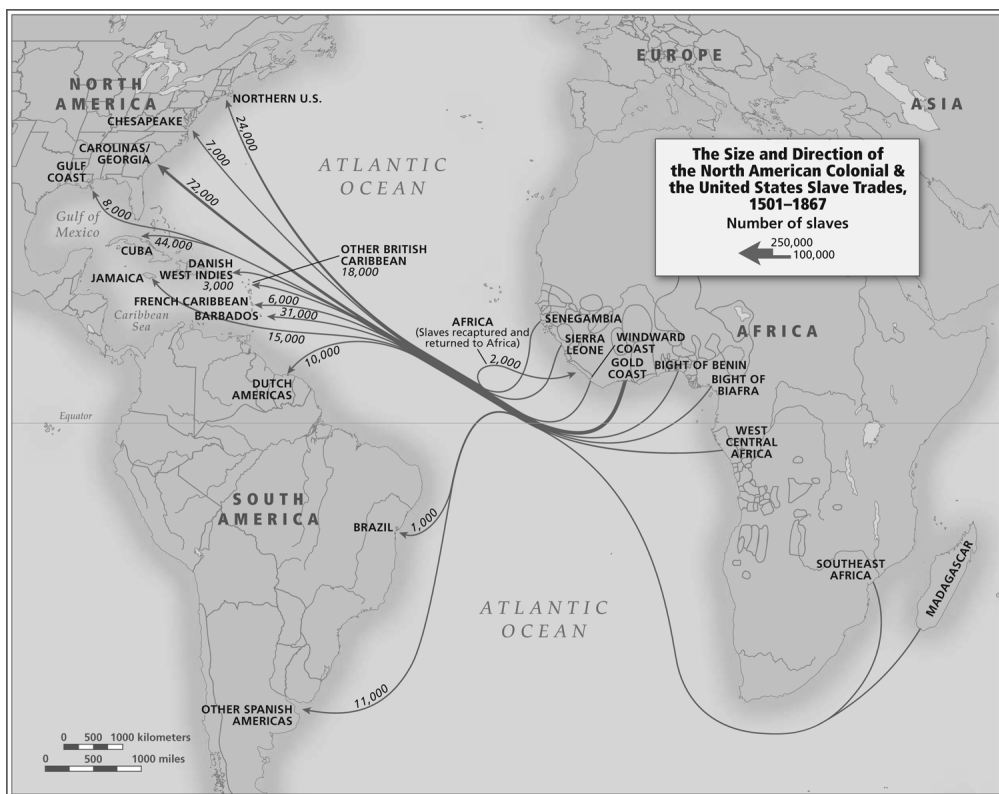 EUROPE
ASIA
NORTH
AMERICA
NORTHERN U.S.
CHESAPEAKE
24,000
7,000
CAROLINAS/
GEORGIA
GULF
COAST
72,000
8,000
ATLANTIC
OCEAN
The Size and Direction of
the North American Colonial &
the United States Slave Trades,
1501–1867
Number of slaves
250,000
100,000
Gulf of
Mexico
44,000
CUBA
OTHER BRITISH
CARIBBEAN
18,000
DANISH
WEST INDIES
3,000
JAMAICA
FRENCH CARIBBEAN
6,000
BARBADOS
31,000
Caribbean
Sea
15,000
10,000
DUTCH
AMERICAS
AFRICA
(Slaves recaptured and
returned to Africa)
2,000
SENEGAMBIA
SIERRA
LEONE
WINDWARD
COAST
GOLD
COAST
AFRICA
BIGHT OF BENIN
BIGHT OF
BIAFRA
Equator
WEST
CENTRAL
AFRICA
SOUTH
AMERICA
BRAZIL
1,000
SOUTHEAST
AFRICA
MADAGASCAR
ATLANTIC
OCEAN
11,000
OTHER SPANISH
AMERICAS
0 500 1000 kilometers
0 500 1000 miles